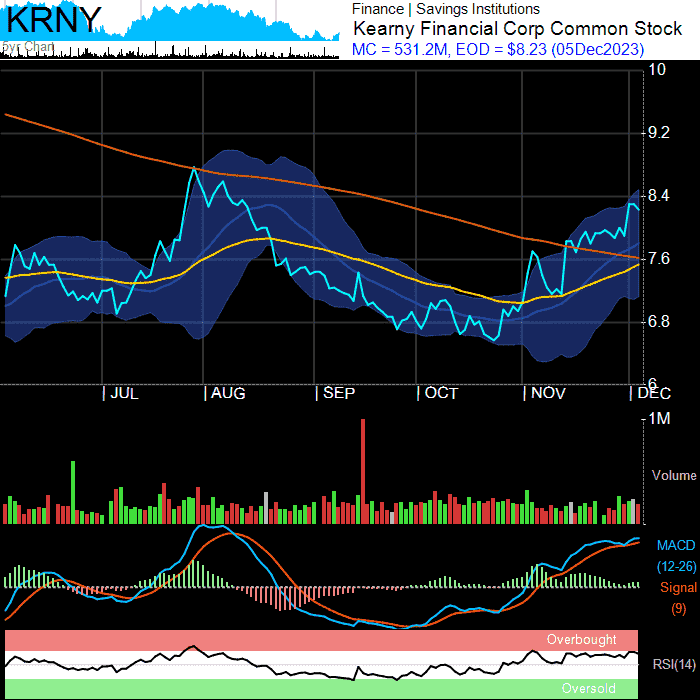 KRNY
5yr Chart
Finance | Savings Institutions
Kearny Financial Corp Common Stock
MC = 531.2M, EOD = $8.23 (05Dec2023)
10
9.2
8.4
7.6
6.8
6
JUL AUG SEP OCT NOV DEC
1M
Volume
MACD
(12-26)
Signal
(9)
Overbought
RSI(14)
Oversold